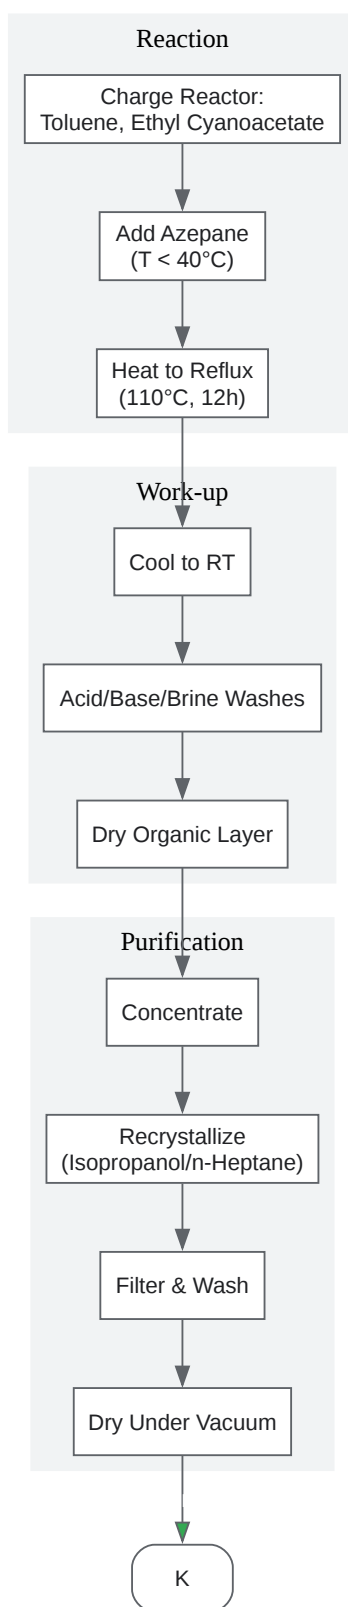 Reaction
Charge Reactor:
Toluene, Ethyl Cyanoacetate
Add Azepane
(T < 40°C)
Heat to Reflux
(110°C, 12h)
Work-up
Cool to RT
Acid/Base/Brine Washes
Dry Organic Layer
Purification
Concentrate
Recrystallize
(Isopropanol/n-Heptane)
Filter & Wash
Dry Under Vacuum
K